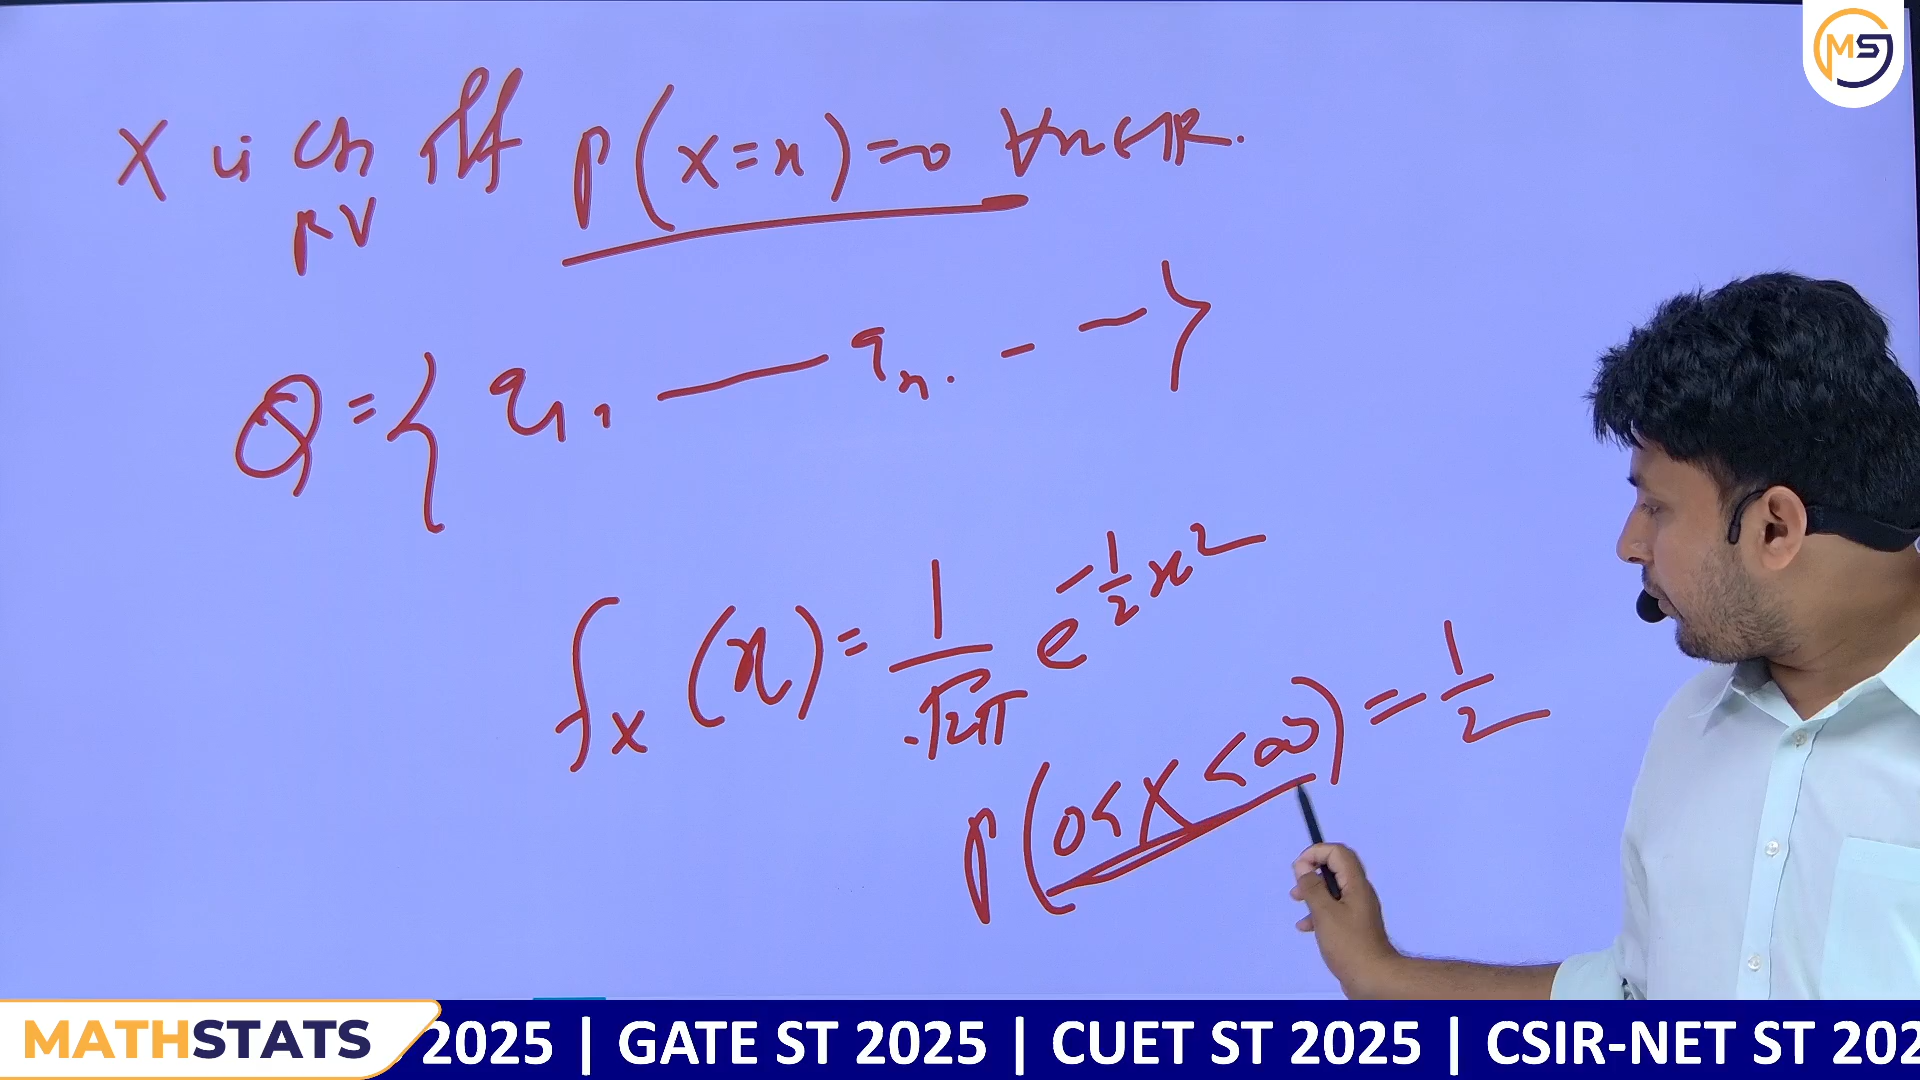 MS
X is Cts iff P(X=x)=0 ∀x∈ℝ.
RV
Q={q₁, — qₙ. - -}
fₓ(x)=1/√2π e^-½x²
P(0<X<∞)=1/2
MATHSTATS 2025 | GATE ST 2025 | CUET ST 2025 | CSIR-NET ST 202